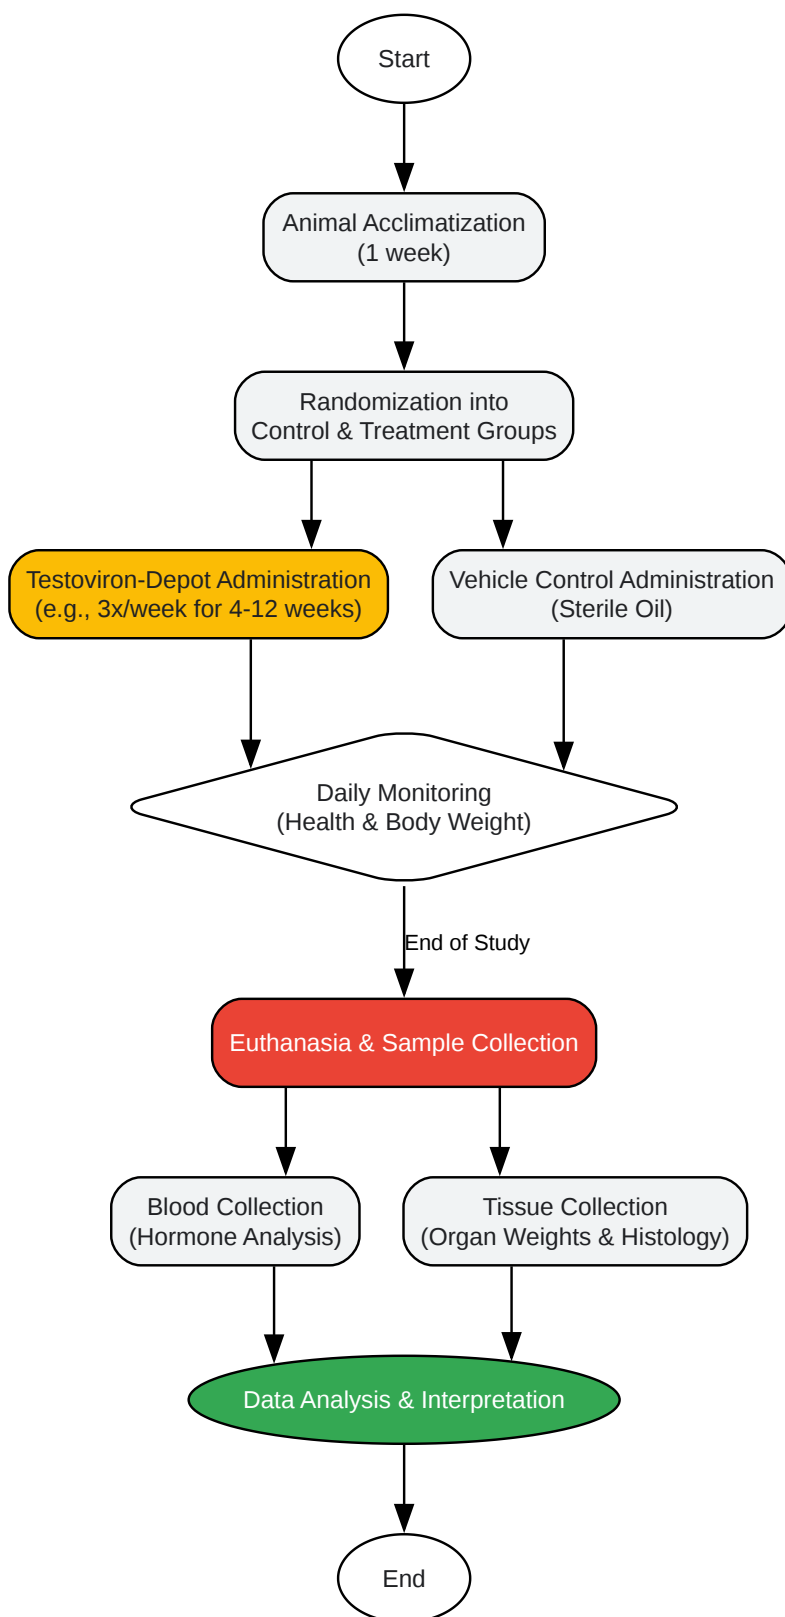 Start
Animal Acclimatization
(1 week)
Randomization into
Control & Treatment Groups
Testoviron-Depot Administration
(e.g., 3x/week for 4-12 weeks)
Vehicle Control Administration
(Sterile Oil)
Daily Monitoring
(Health & Body Weight)
End of Study
Euthanasia & Sample Collection
Blood Collection
(Hormone Analysis)
Tissue Collection
(Organ Weights & Histology)
Data Analysis & Interpretation
End